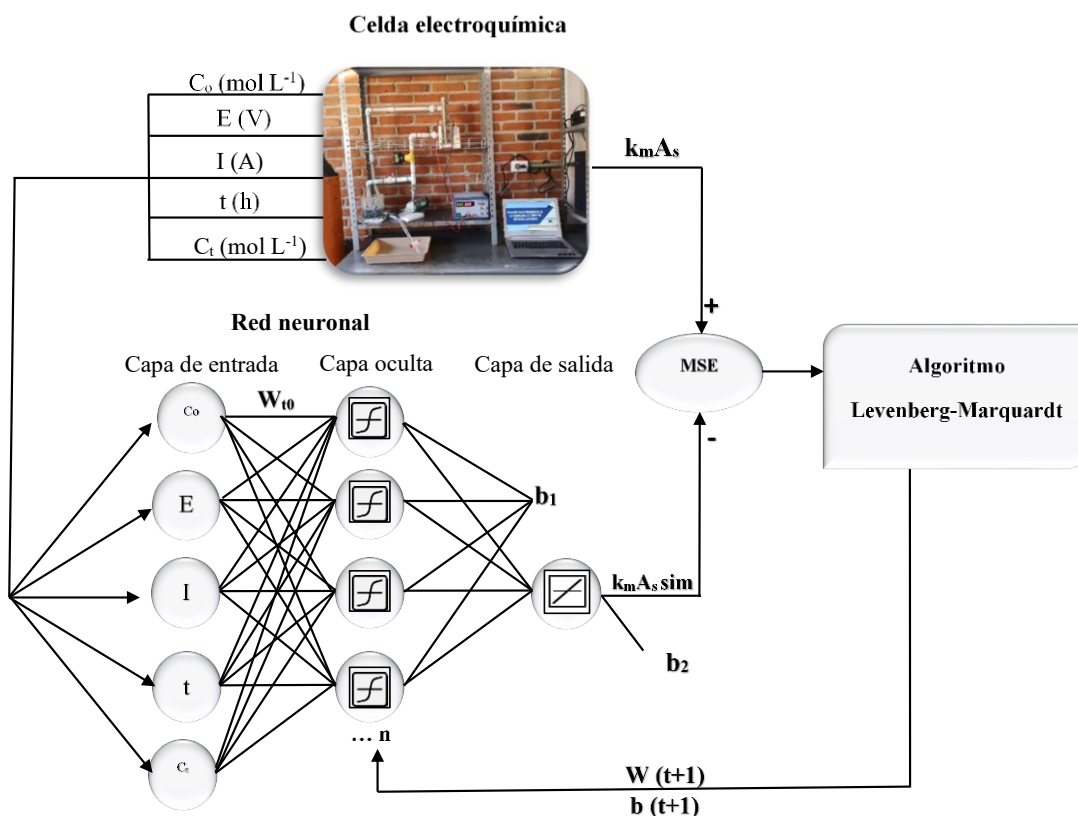 Celda electroquímica
Cₒ (mol L⁻¹)
E (V)
I (A)
t (h)
Cₜ (mol L⁻¹)
kₘAₛ
+
Red neuronal
Capa de entrada
Capa oculta
Capa de salida
MSE
Algoritmo
Levenberg-Marquardt
-
Co
Wt0
E
b₁
I
kₘAₛ sim
b₂
t
... n
W (t+1)
b (t+1)